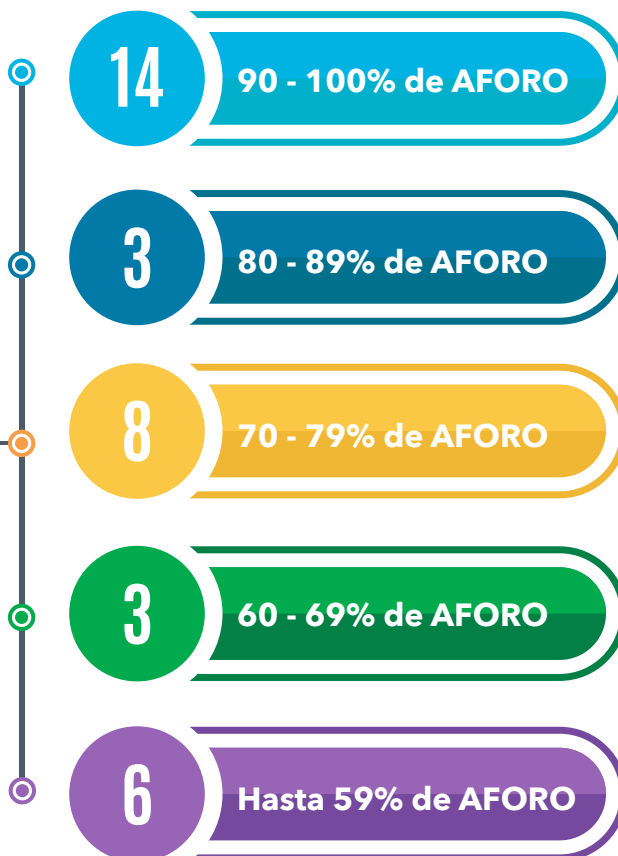 14
90 - 100% de AFORO
3
80 - 89% de AFORO
8
70 - 79% de AFORO
3
60 - 69% de AFORO
6
Hasta 59% de AFORO